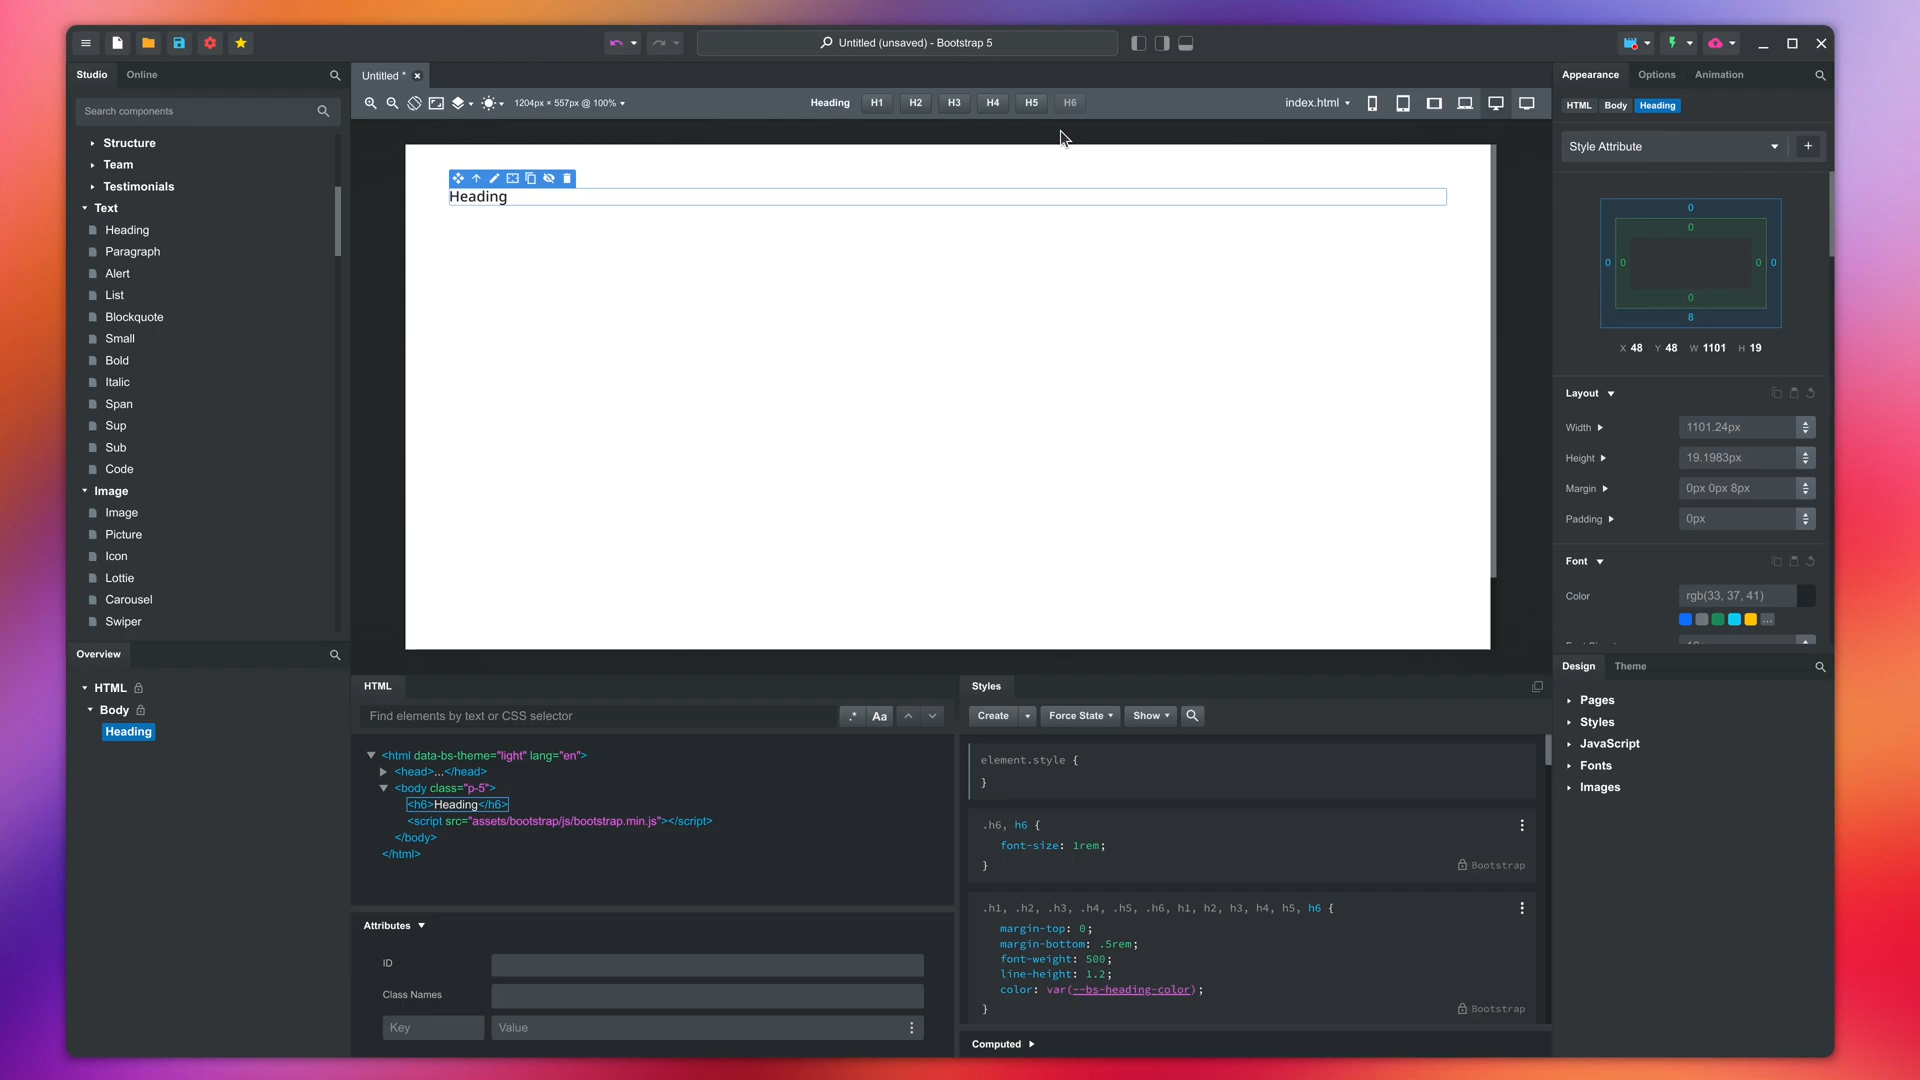 Untitled (unsaved) - Bootstrap 5
Studio
Online
Search components
Structure
Team
Testimonials
Text
Heading
Paragraph
Alert
List
Blockquote
Small
Bold
Italic
Span
Sup
Sub
Code
Image
Image
Picture
Icon
Lottie
Carousel
Swiper
Overview
HTML
Body
Heading
Untitled *
1204px × 557px @ 100%
Heading H1 H2 H3 H4 H5 H6
index.html
Heading
HTML
Find elements by text or CSS selector
.* Aa
<html data-bs-theme="light" lang="en">
<head>...</head>
<body class="p-5">
<h6>Heading</h6>
<script src="assets/bootstrap/js/bootstrap.min.js"></script>
</body>
</html>
Attributes
ID
Class Names
Key Value
Styles
Create Force State Show
element.style {
}
.h6, h6 {
font-size: 1rem;
}
Bootstrap
.h1, .h2, .h3, .h4, .h5, .h6, h1, h2, h3, h4, h5, h6 {
margin-top: 0;
margin-bottom: .5rem;
font-weight: 500;
line-height: 1.2;
color: var(--bs-heading-color);
}
Bootstrap
Computed
Appearance Options Animation
HTML Body Heading
Style Attribute
0
0
0 0 0 0
0
8
X 48 Y 48 W 1101 H 19
Layout
Width 1101.24px
Height 19.1983px
Margin 0px 0px 8px
Padding 0px
Font
Color rgb(33, 37, 41)
...
Design Theme
Pages
Styles
JavaScript
Fonts
Images